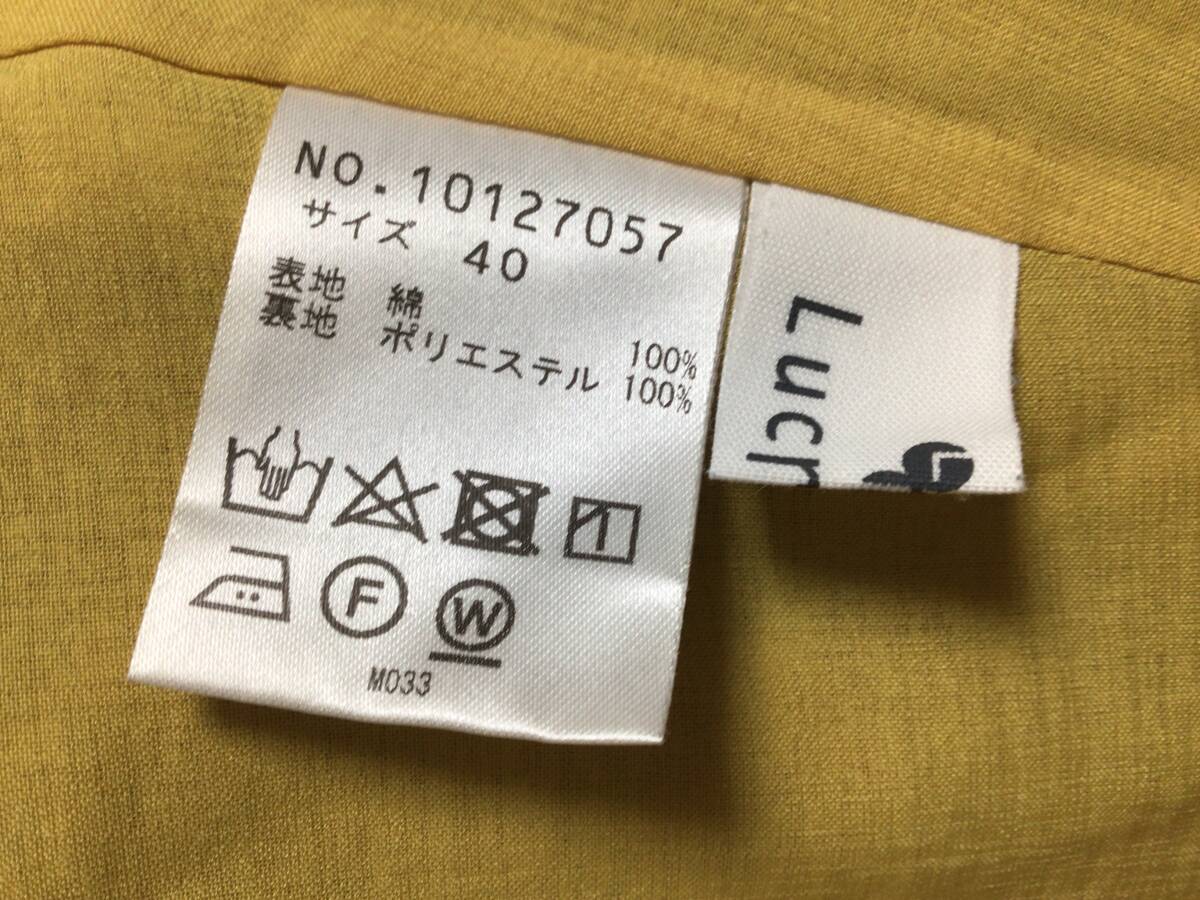 NO.10127057
サイズ 40
表地 綿 100%
裏地 ポリエステル 100%
F
W
M033
L